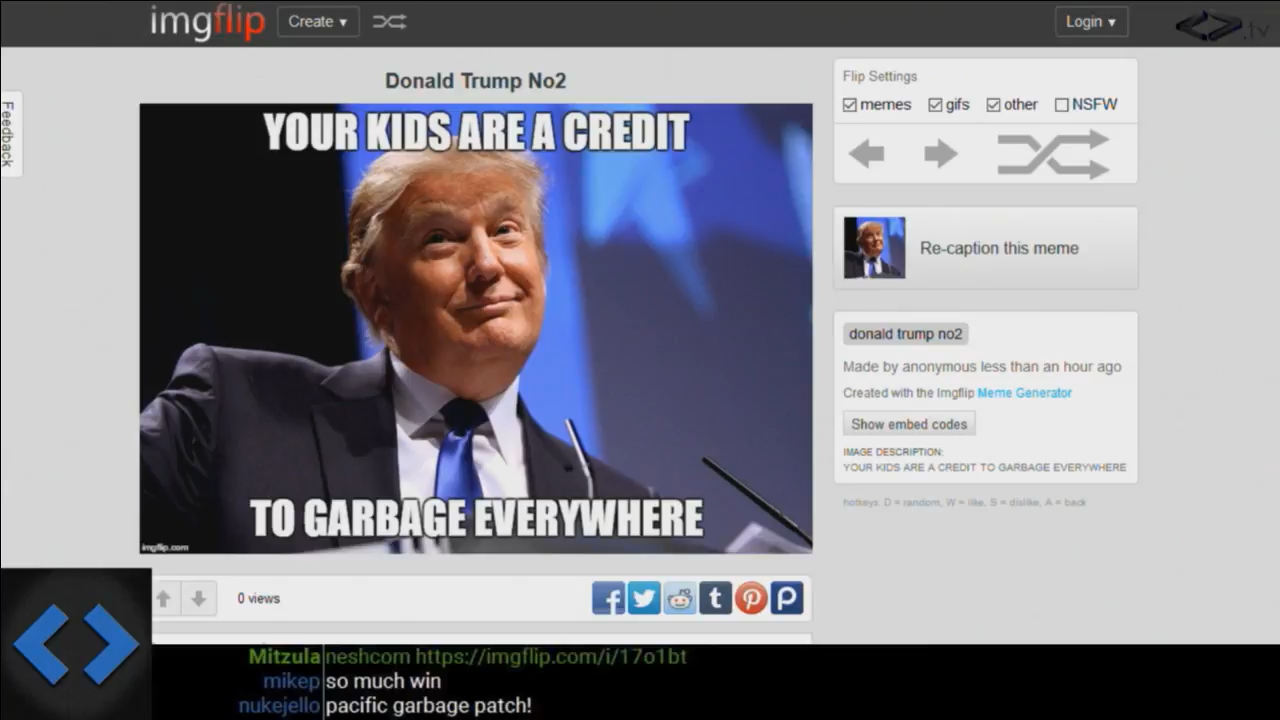 imgflip
Create ▾
Login ▾
.tv
Feedback
Donald Trump No2
YOUR KIDS ARE A CREDIT
TO GARBAGE EVERYWHERE
imgflip.com
Flip Settings
memes gifs other NSFW
Re-caption this meme
donald trump no2
Made by anonymous less than an hour ago
Created with the Imgflip Meme Generator
Show embed codes
IMAGE DESCRIPTION:
YOUR KIDS ARE A CREDIT TO GARBAGE EVERYWHERE
hotkeys: D = random, W = like, S = dislike, A = back
0 views
Mitzula neshcom https://imgflip.com/i/17o1bt
mikep so much win
nukejello pacific garbage patch!